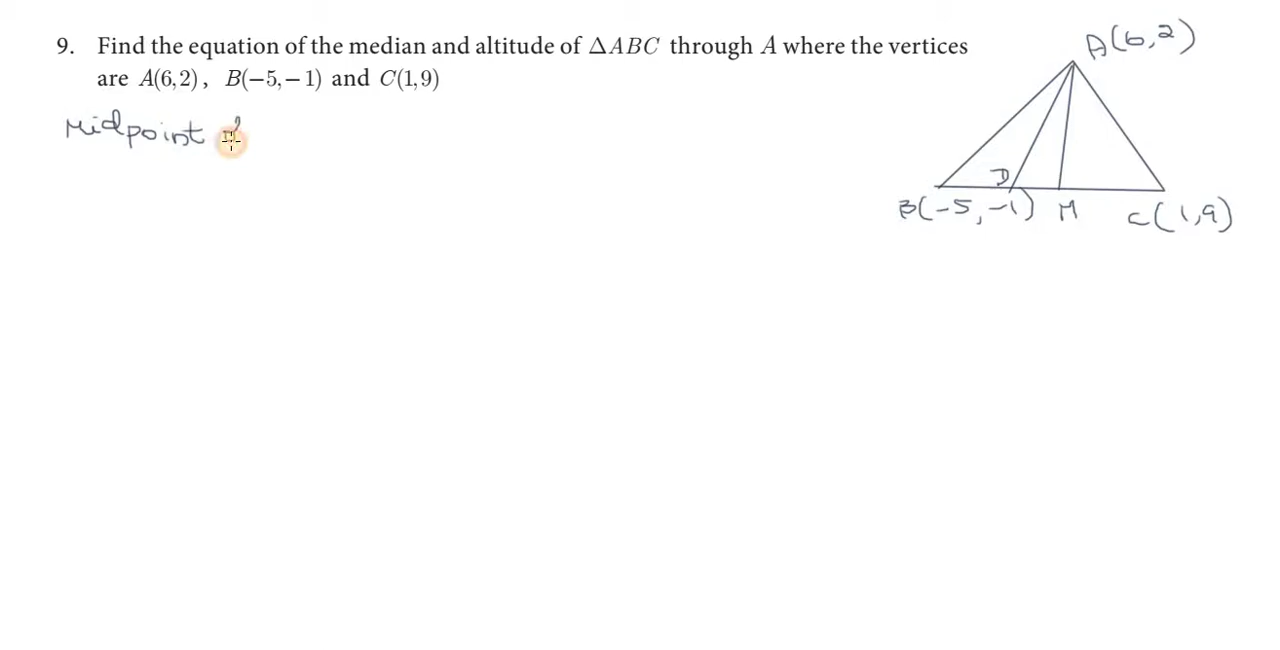 9. Find the equation of the median and altitude of ΔABC through A where the vertices
are A(6,2), B(−5,−1) and C(1,9)
Midpoint
A(6,2)
D
B(-5,-1) M C(1,9)